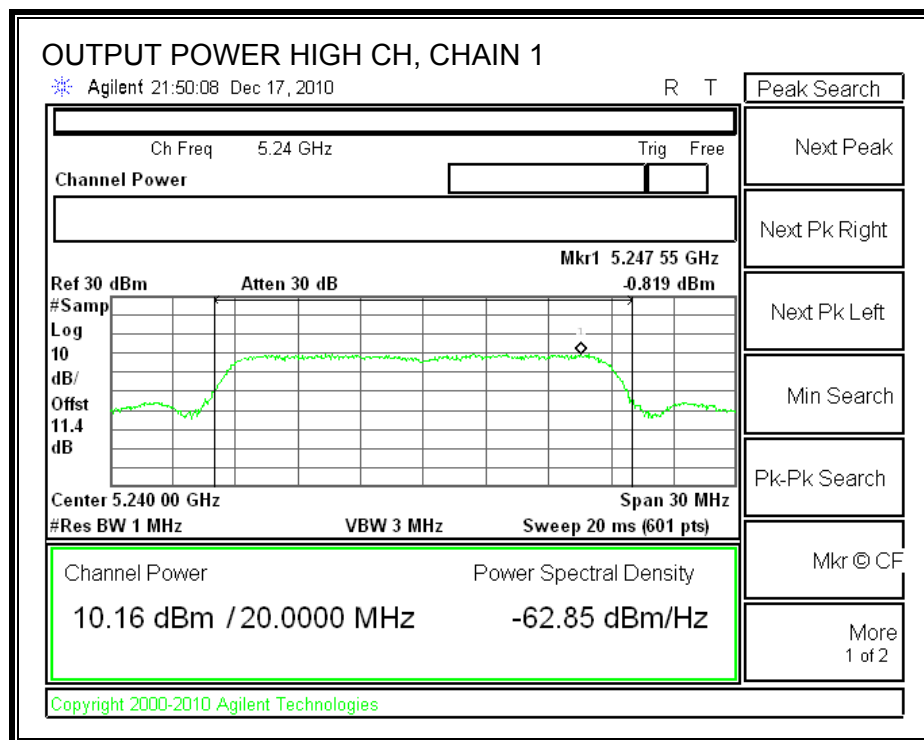 OUTPUT POWER HIGH CH, CHAIN 1
Agilent 21:50:08 Dec 17, 2010 R T
Peak Search
Ch Freq 5.24 GHz Trig Free
Channel Power
Next Peak
Next Pk Right
Mkr1 5.247 55 GHz
Ref 30 dBm Atten 30 dB -0.819 dBm
#Samp
Log
10
dB/
Offst
11.4
dB
1
Next Pk Left
Min Search
Pk-Pk Search
Center 5.240 00 GHz Span 30 MHz
#Res BW 1 MHz VBW 3 MHz Sweep 20 ms (601 pts)
Channel Power Power Spectral Density
10.16 dBm / 20.0000 MHz -62.85 dBm/Hz
Mkr © CF
More
1 of 2
Copyright 2000-2010 Agilent Technologies